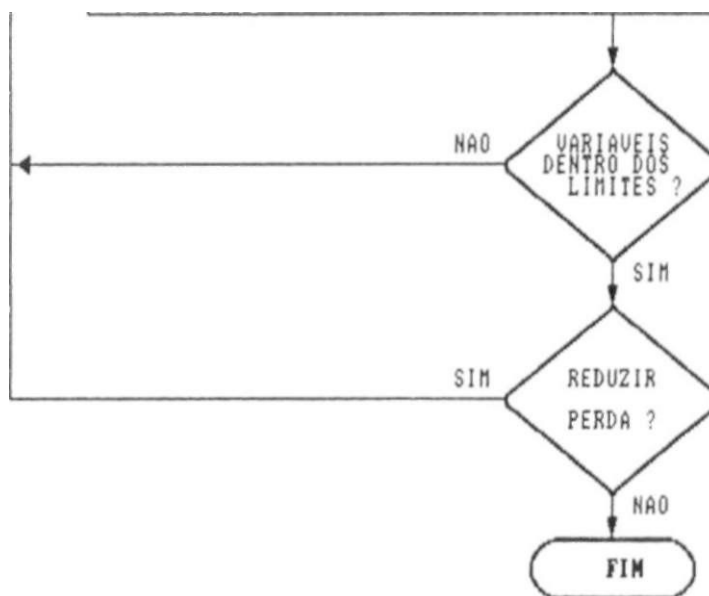 NAO
VARIAVEIS
DENTRO DOS
LIMITES ?
SIM
SIM
REDUZIR
PERDA ?
NAO
FIM